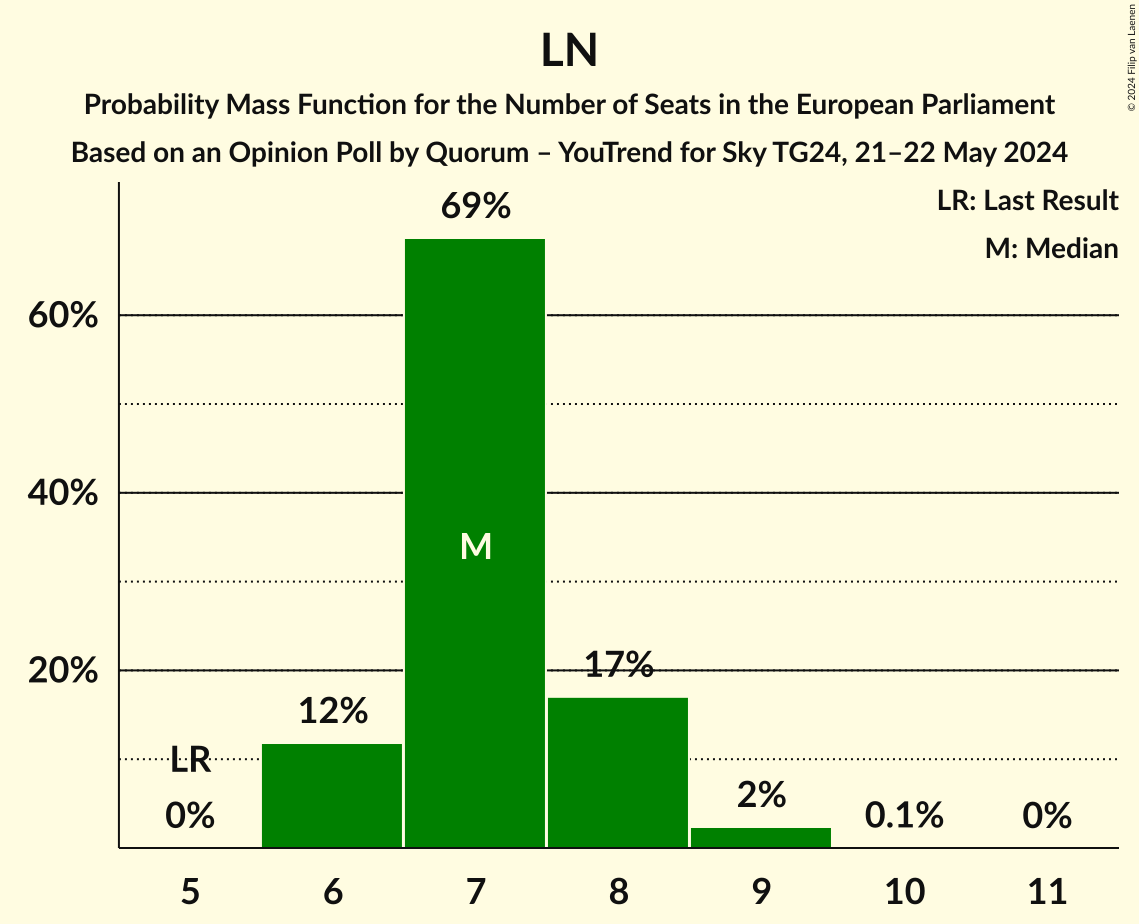 LN
Probability Mass Function for the Number of Seats in the European Parliament
Based on an Opinion Poll by Quorum – YouTrend for Sky TG24, 21–22 May 2024
© 2024 Filip van Laenen
LR: Last Result
M: Median
69%
60%
40%
M
20%
17%
12%
LR
0%
2%
0.1%
0%
5 6 7 8 9 10 11